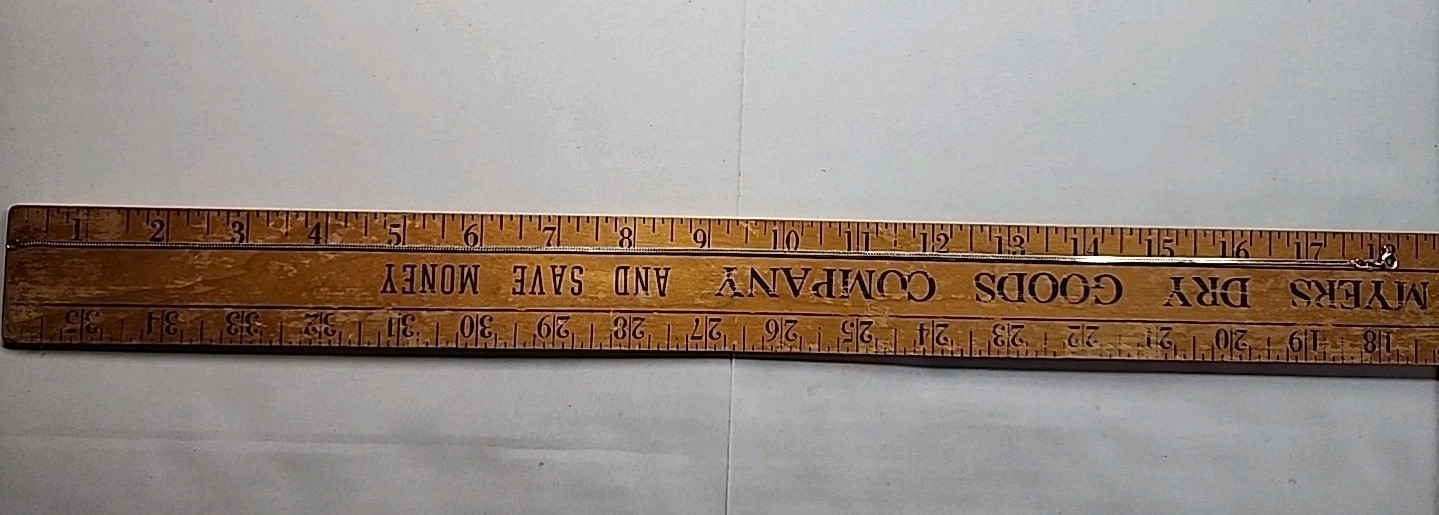 1 2 3 4 5 6 7 8 9 10 11 12 13 14 15 16 17 18
MYERS DRY GOODS COMPANY AND SAVE MONEY
18 19 20 21 22 23 24 25 26 27 28 29 30 31 32 33 34 35